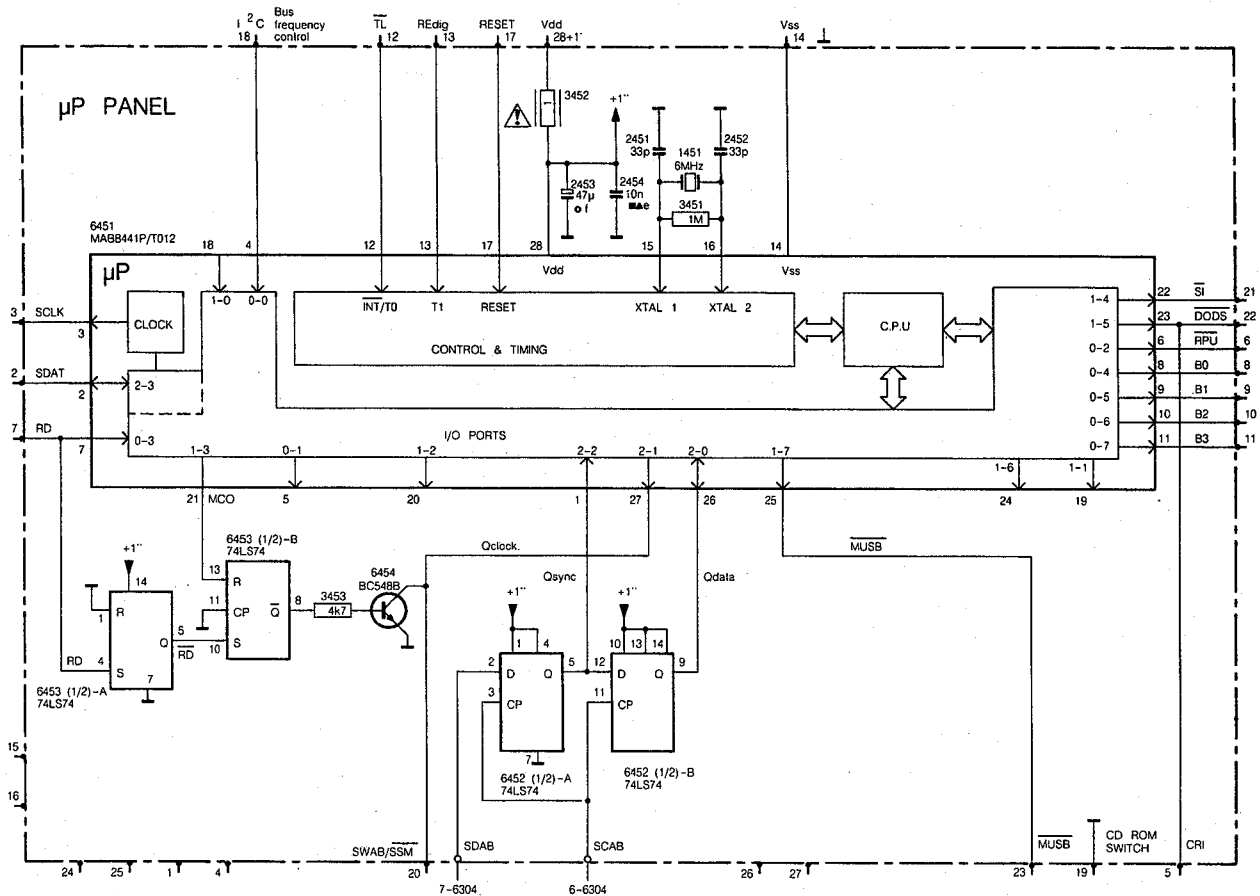 I 2C
Bus
frequency
control
TL REdig RESET Vdd Vss
18 12 13 17 28+1" 14
µP PANEL
3452
+1"
2451
33p
1451
6MHz
2452
33p
2453
47µ
f
2454
10n
e
3451
1M
6451
MAB8441P/T012
18 4 12 13 17 28 15 16 14
µP
Vdd Vss
1-0 0-0
INT/T0 T1 RESET XTAL 1 XTAL 2
CONTROL & TIMING
C.P.U
CLOCK
3 SCLK 3
2 SDAT 2 2-3
7 RD 7 0-3
1-4 22 SI 21
1-5 23 DODS 22
0-2 6 RPU 6
0-4 8 B0 8
0-5 9 B1 9
0-6 10 B2 10
0-7 11 B3 11
I/O PORTS
1-3 0-1 1-2 2-2 2-1 2-0 1-7 1-6 1-1
21 MCO 5 20 1 27 26 25 24 19
6453 (1/2)-B
74LS74
13 R
11 CP Q 8
10 S
3453
4k7
6454
BC548B
+1"
14
1 R
Q 5
RD
RD 4 S
7
6453 (1/2)-A
74LS74
Qclock
Qsync
Qdata
MUSB
+1"
1 4
2 D Q 5
3 CP
7
6452 (1/2)-A
74LS74
+1"
10 13 14
12 D Q 9
11 CP
6452 (1/2)-B
74LS74
15
16
SWAB/SSM SDAB SCAB MUSB CD ROM
SWITCH CRI
24 25 1 4 20 26 27 23 19 5
7-6304 6-6304